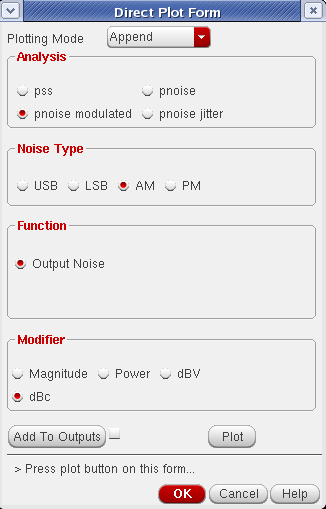 Direct Plot Form
Plotting Mode Append
Analysis
pss pnoise
pnoise modulated pnoise jitter
Noise Type
USB LSB AM PM
Function
Output Noise
Modifier
Magnitude Power dBV
dBc
Add To Outputs Plot
> Press plot button on this form...
OK Cancel Help